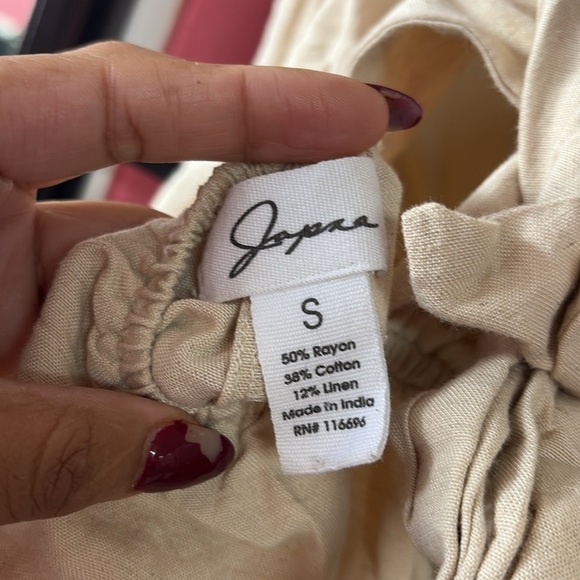 Japna
S
50% Rayon
38% Cotton
12% Linen
Made in India
RN# 116696